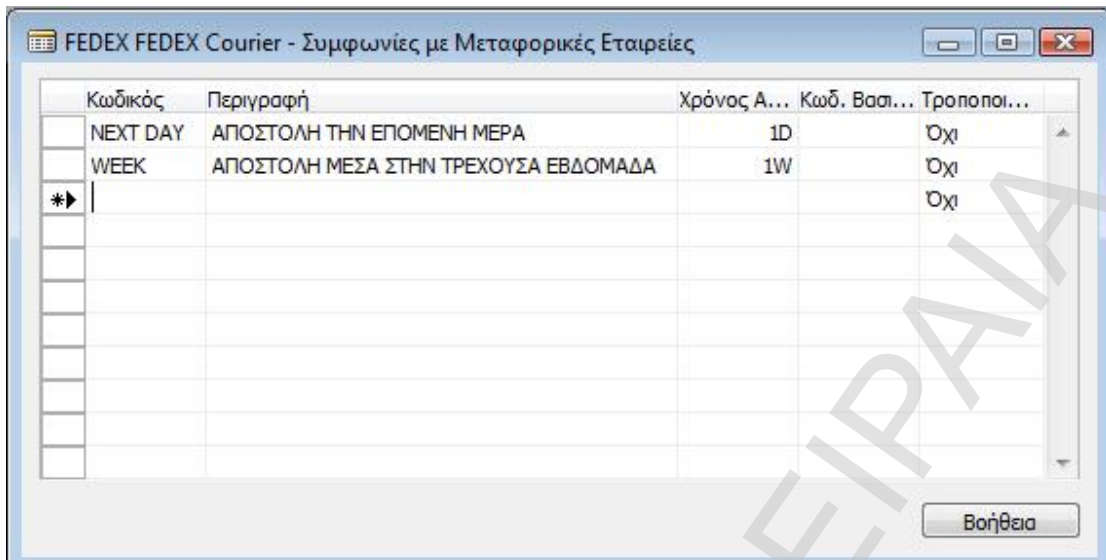 FEDEX FEDEX Courier - Συμφωνίες με Μεταφορικές Εταιρείες
Κωδικός Περιγραφή Χρόνος Α... Κωδ. Βασι... Τροποποι...
NEXT DAY ΑΠΟΣΤΟΛΗ ΤΗΝ ΕΠΟΜΕΝΗ ΜΕΡΑ 1D Όχι
WEEK ΑΠΟΣΤΟΛΗ ΜΕΣΑ ΣΤΗΝ ΤΡΕΧΟΥΣΑ ΕΒΔΟΜΑΔΑ 1W Όχι
Όχι
Βοήθεια
ΕΙΡΑΙΑ